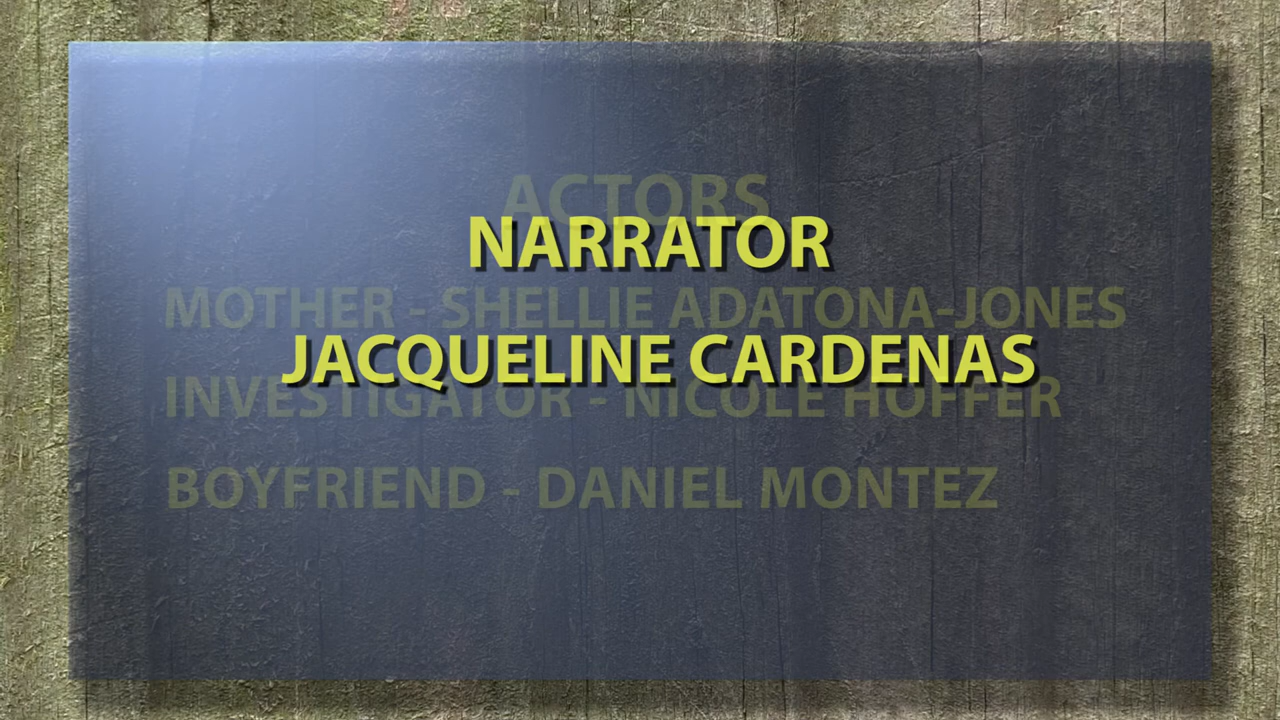 ACTORS
NARRATOR
MOTHER - SHELLIE ADATONA-JONES
JACQUELINE CARDENAS
INVESTIGATOR - NICOLE HOFFER
BOYFRIEND - DANIEL MONTEZ